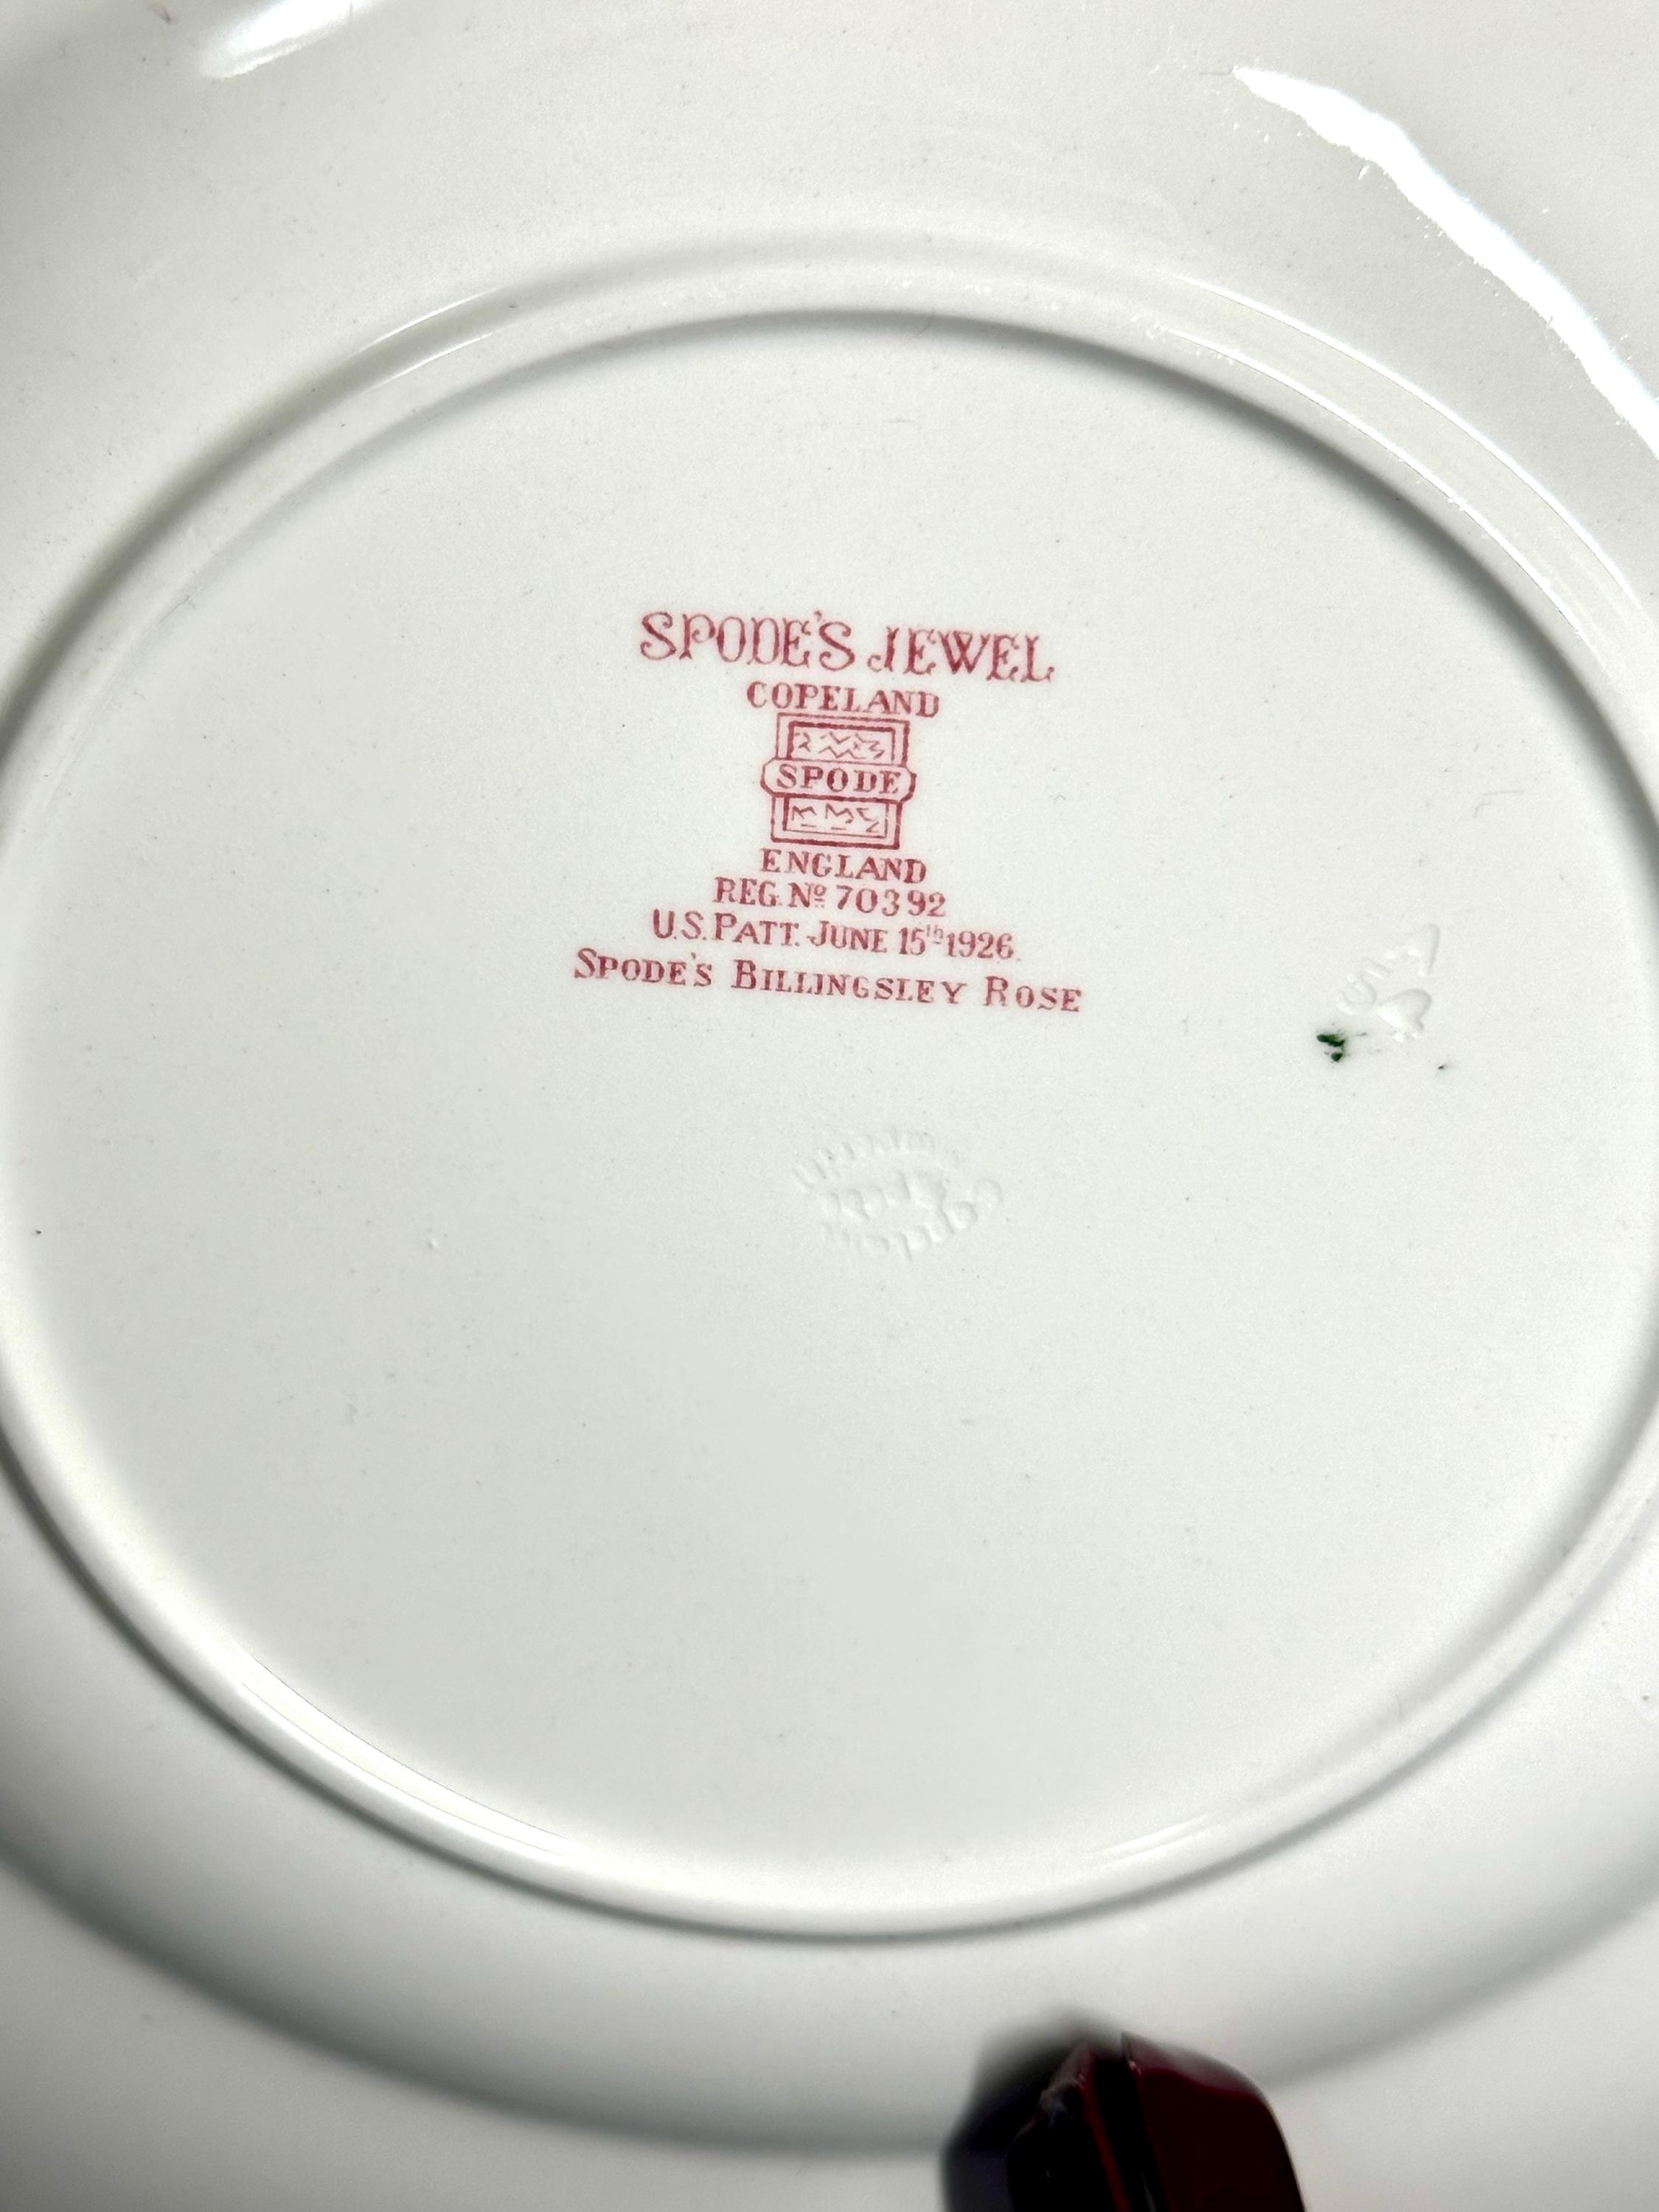 SPODE'S JEWEL
COPELAND
SPODE
ENGLAND
REG. Nº 70392
U.S. PATT. JUNE 15th 1926.
SPODE'S BILLINGSLEY ROSE